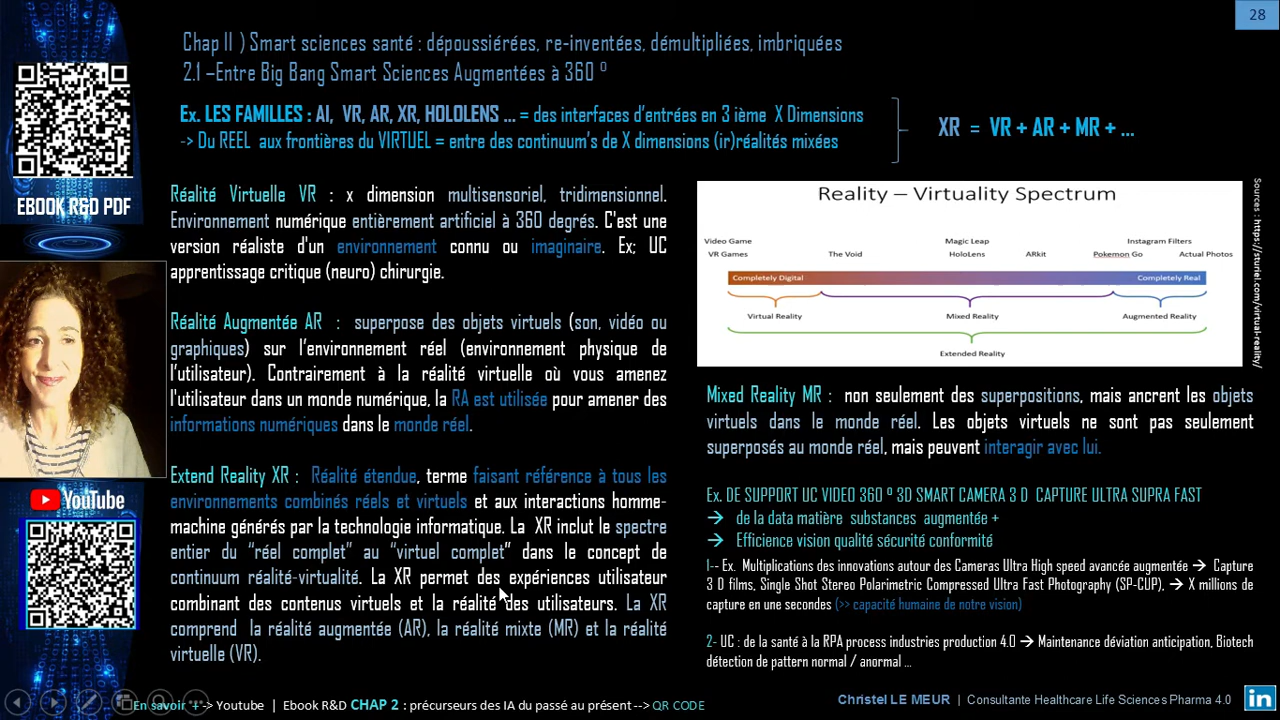 28
Chap II ) Smart sciences santé : dépoussiérées, re-inventées, démultipliées, imbriquées
2.1 –Entre Big Bang Smart Sciences Augmentées à 360 °
Ex. LES FAMILLES : AI, VR, AR, XR, HOLOLENS ... = des interfaces d'entrées en 3 ième X Dimensions
-> Du REEL aux frontières du VIRTUEL = entre des continuum's de X dimensions (ir)réalités mixées
XR = VR + AR + MR + ...
EBOOK R&D PDF
Réalité Virtuelle VR : x dimension multisensoriel, tridimensionnel.
Environnement numérique entièrement artificiel à 360 degrés. C'est une
version réaliste d'un environnement connu ou imaginaire. Ex; UC
apprentissage critique (neuro) chirurgie.
Réalité Augmentée AR : superpose des objets virtuels (son, vidéo ou
graphiques) sur l'environnement réel (environnement physique de
l'utilisateur). Contrairement à la réalité virtuelle où vous amenez
l'utilisateur dans un monde numérique, la RA est utilisée pour amener des
informations numériques dans le monde réel.
Extend Reality XR : Réalité étendue, terme faisant référence à tous les
environnements combinés réels et virtuels et aux interactions homme-
machine générés par la technologie informatique. La XR inclut le spectre
entier du “réel complet” au “virtuel complet” dans le concept de
continuum réalité-virtualité. La XR permet des expériences utilisateur
combinant des contenus virtuels et la réalité des utilisateurs. La XR
comprend la réalité augmentée (AR), la réalité mixte (MR) et la réalité
virtuelle (VR).
YouTube
Reality – Virtuality Spectrum
Video Game
Magic Leap
Instagram Filters
VR Games
The Void
HoloLens
ARkit
Pokemon Go
Actual Photos
Completely Digital
Completely Real
Virtual Reality
Mixed Reality
Augmented Reality
Extended Reality
Sources : https://sturiel.com/virtual-reality/
Mixed Reality MR : non seulement des superpositions, mais ancrent les objets
virtuels dans le monde réel. Les objets virtuels ne sont pas seulement
superposés au monde réel, mais peuvent interagir avec lui.
Ex. DE SUPPORT UC VIDEO 360 ° 3D SMART CAMERA 3 D CAPTURE ULTRA SUPRA FAST
→ de la data matière substances augmentée +
→ Efficience vision qualité sécurité conformité
1-- Ex. Multiplications des innovations autour des Cameras Ultra High speed avancée augmentée → Capture
3 D films, Single Shot Stereo Polarimetric Compressed Ultra Fast Photography (SP-CUP), → X millions de
capture en une secondes (>> capacité humaine de notre vision)
2- UC : de la santé à la RPA process industries production 4.0 → Maintenance déviation anticipation, Biotech
détection de pattern normal / anormal ...
En savoir +-> Youtube | Ebook R&D CHAP 2 : précurseurs des IA du passé au présent --> QR CODE
Christel LE MEUR | Consultante Healthcare Life Sciences Pharma 4.0
in